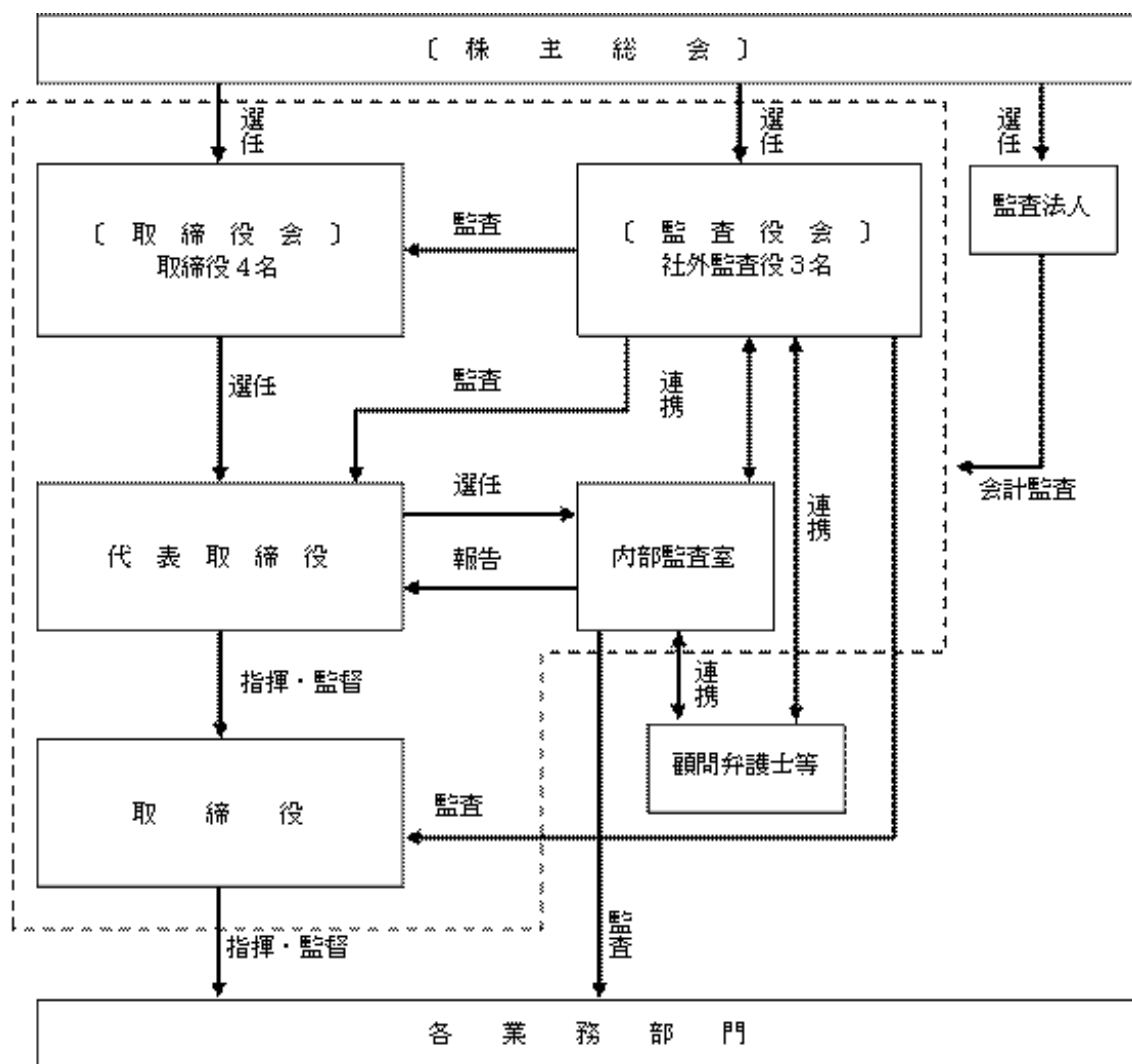 〔 株 主 総 会 〕
選任
選任
選任
〔 取 締 役 会 〕
取締役４名
監査
〔 監 査 役 会 〕
社外監査役３名
監査法人
選任
監査
連携
連携
会計監査
代 表 取 締 役
選任
報告
内部監査室
指揮・監督
連携
顧問弁護士等
取 締 役
監査
指揮・監督
監査
各 業 務 部 門